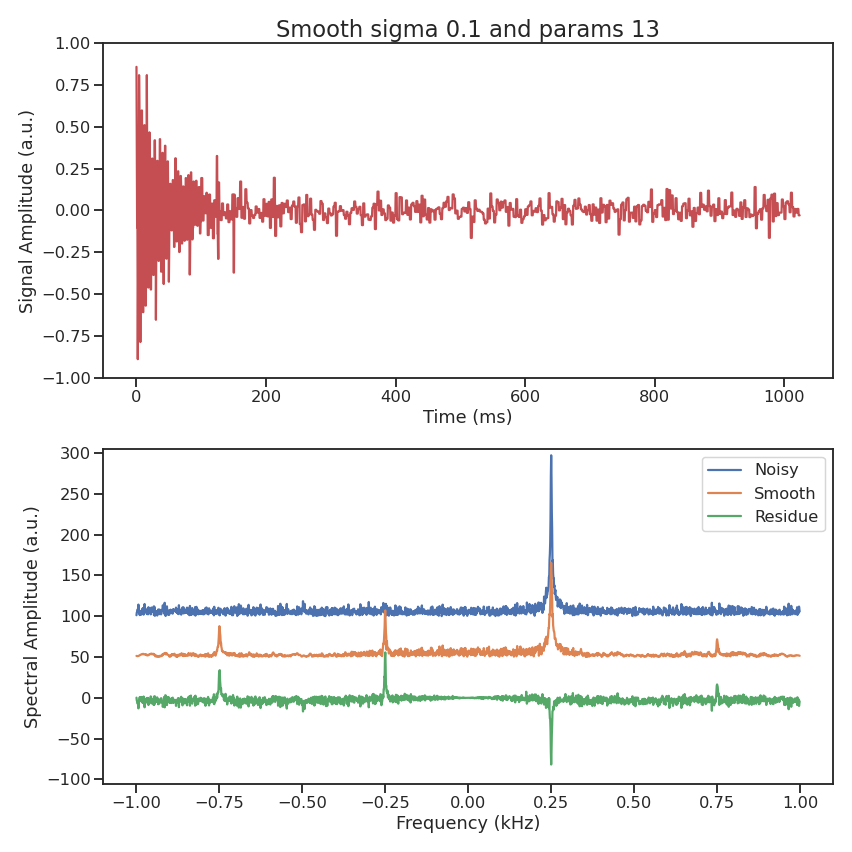 Smooth sigma 0.1 and params 13
1.00
0.75
0.50
0.25
0.00
−0.25
−0.50
−0.75
−1.00
Signal Amplitude (a.u.)
0 200 400 600 800 1000
Time (ms)
300
250
200
150
100
50
0
−50
−100
Spectral Amplitude (a.u.)
Noisy
Smooth
Residue
−1.00 −0.75 −0.50 −0.25 0.00 0.25 0.50 0.75 1.00
Frequency (kHz)